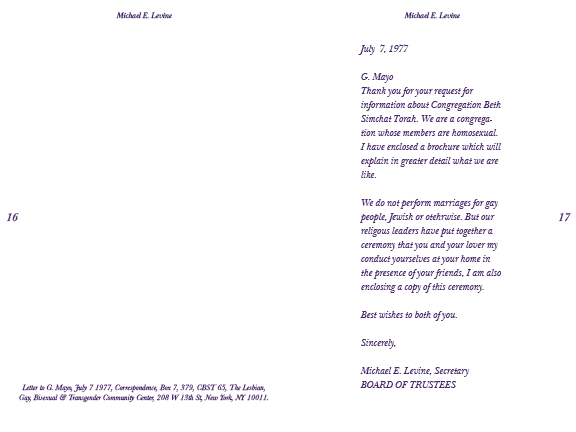 Michael E. Levine
16
Letter to G. Mayo, July 7 1977, Correspondence, Box 7, 379, CBST 65, The Lesbian,
Gay, Bisexual & Transgender Community Center, 208 W 13th St, New York, NY 10011.
Michael E. Levine
July 7, 1977
G. Mayo
Thank you for your request for
information about Congregation Beth
Simchat Torah. We are a congrega-
tion whose members are homosexual.
I have enclosed a brochure which will
explain in greater detail what we are
like.
We do not perform marriages for gay
people, Jewish or otehrwise. But our
religous leaders have put together a
ceremony that you and your lover my
conduct yourselves at your home in
the presence of your friends, I am also
enclosing a copy of this ceremony.
Best wishes to both of you.
Sincerely,
Michael E. Levine, Secretary
BOARD OF TRUSTEES
17